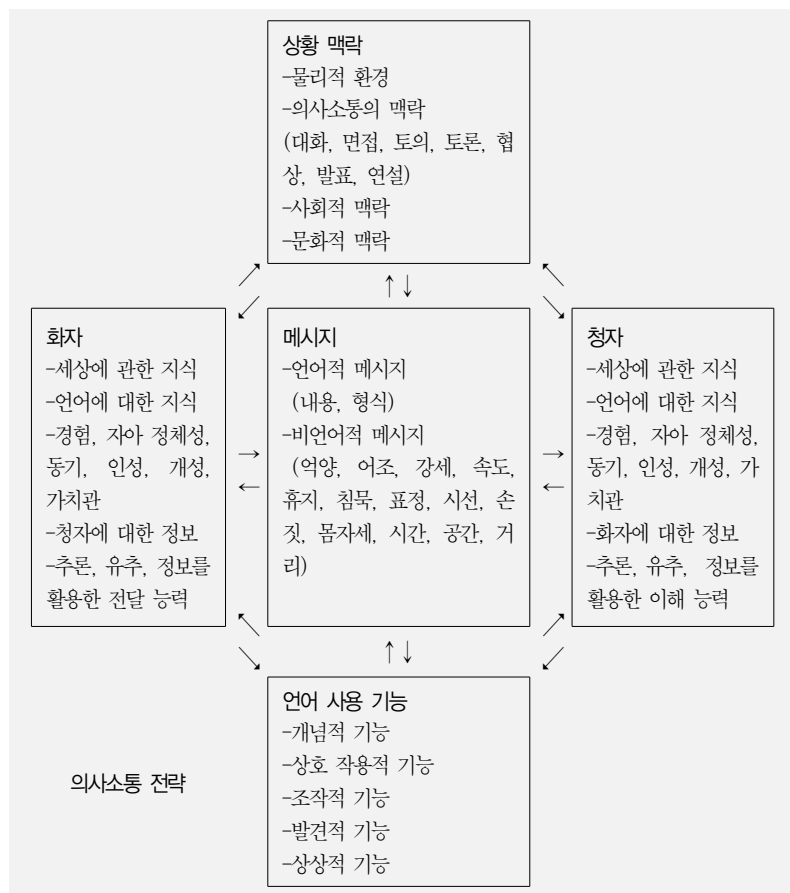 상황 맥락
-물리적 환경
-의사소통의 맥락
(대화, 면접, 토의, 토론, 협
상, 발표, 연설)
-사회적 맥락
-문화적 맥락
↗ ↙ ↑↓ ↖ ↘
화자
-세상에 관한 지식
-언어에 대한 지식
-경험, 자아 정체성,
동기, 인성, 개성,
가치관
-청자에 대한 정보
-추론, 유추, 정보를
활용한 전달 능력
→
←
메시지
-언어적 메시지
(내용, 형식)
-비언어적 메시지
(억양, 어조, 강세, 속도,
휴지, 침묵, 표정, 시선, 손
짓, 몸자세, 시간, 공간, 거
리)
→
←
청자
-세상에 관한 지식
-언어에 대한 지식
-경험, 자아 정체성,
동기, 인성, 개성, 가
치관
-화자에 대한 정보
-추론, 유추, 정보를
활용한 이해 능력
↖ ↘ ↑↓ ↗ ↙
언어 사용 기능
-개념적 기능
-상호 작용적 기능
-조작적 기능
-발견적 기능
-상상적 기능
의사소통 전략